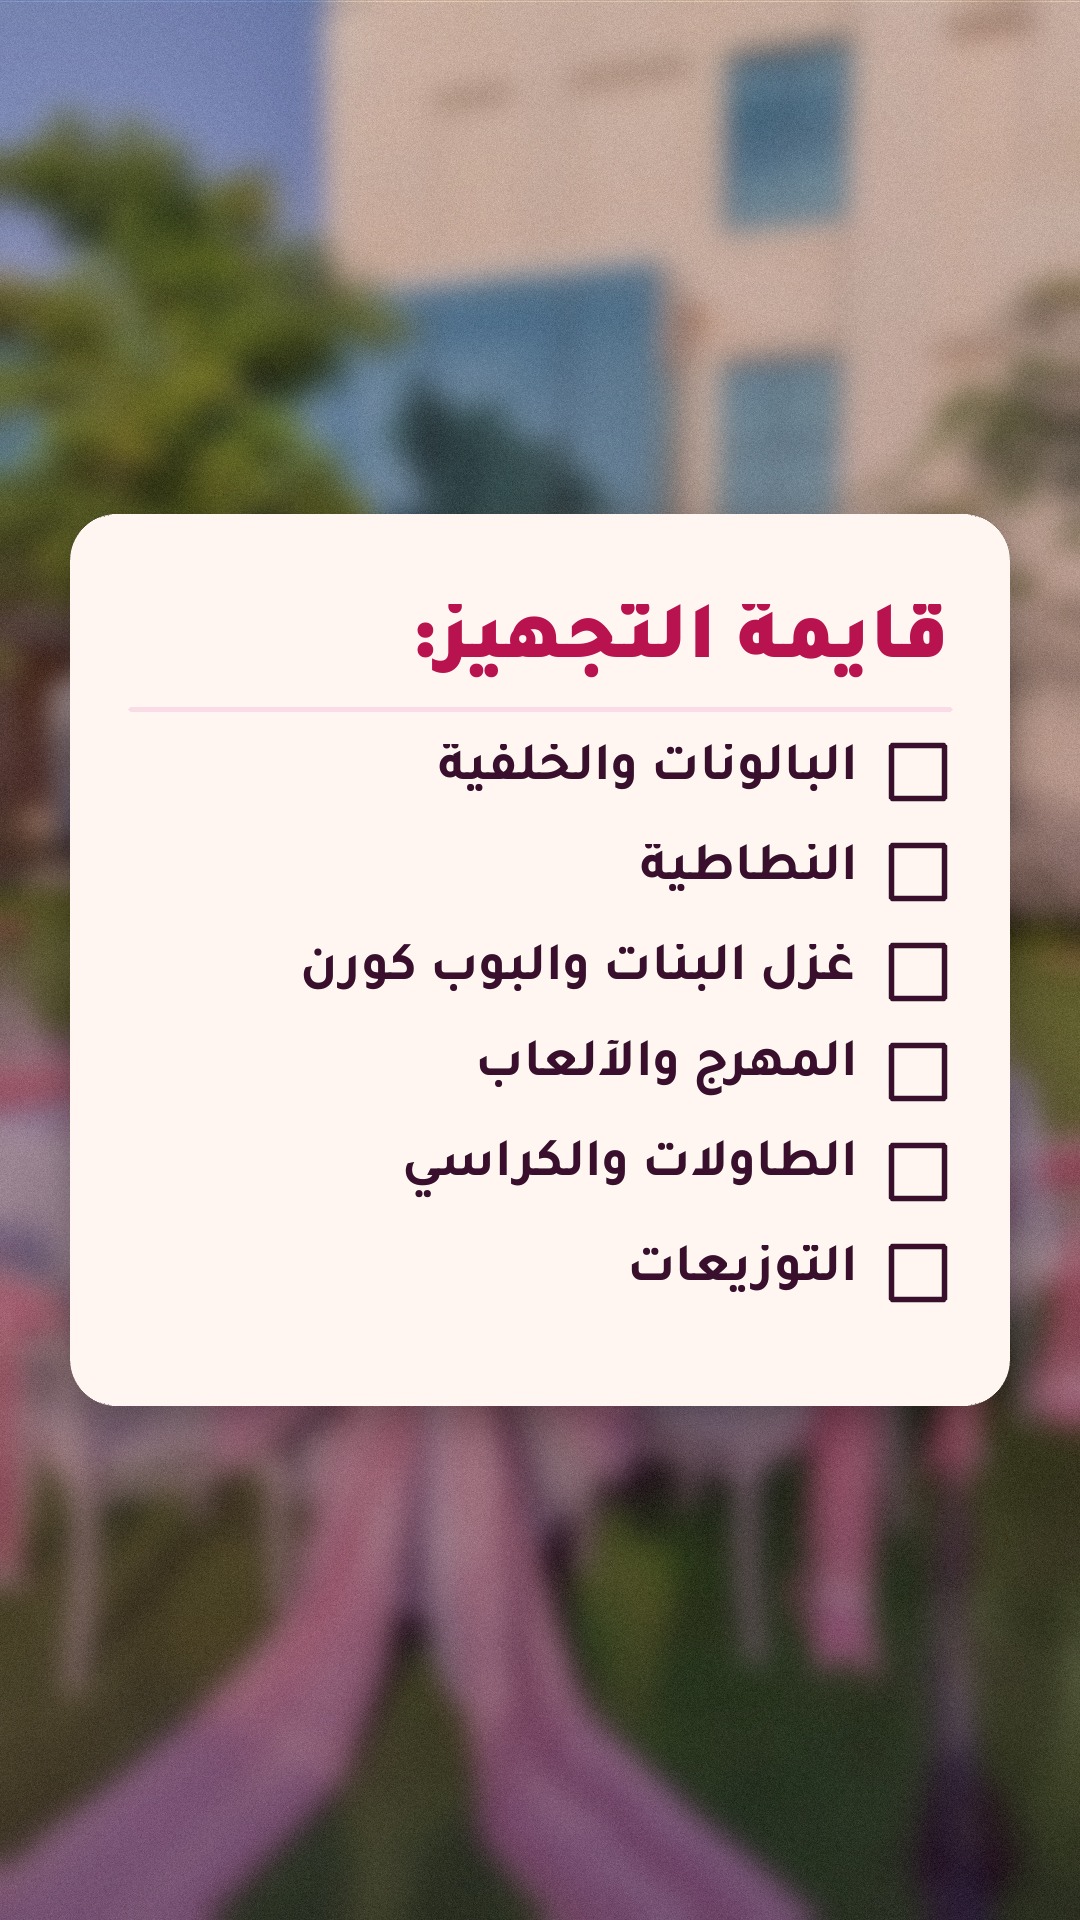 قايمة التجهيز:
البالونات والخلفية
النطاطية
غزل البنات والبوب كورن
المهرج والألعاب
الطاولات والكراسي
التوزيعات